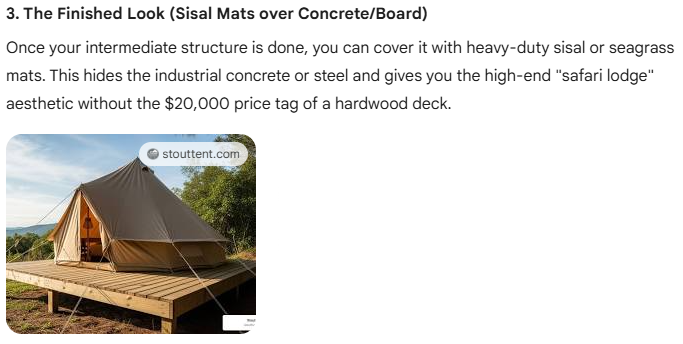 3. The Finished Look (Sisal Mats over Concrete/Board)
Once your intermediate structure is done, you can cover it with heavy-duty sisal or seagrass
mats. This hides the industrial concrete or steel and gives you the high-end "safari lodge"
aesthetic without the $20,000 price tag of a hardwood deck.
stouttent.com